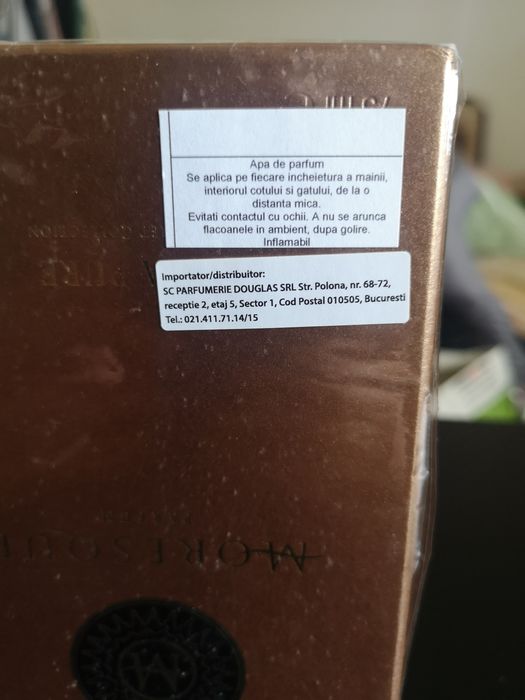 Apa de parfum
Se aplica pe fiecare incheietura a mainii,
interiorul cotului si gatului, de la o
distanta mica.
Evitati contactul cu ochii. A nu se arunca
flacoanele in ambient, dupa golire.
Inflamabil
Importator/distribuitor:
SC PARFUMERIE DOUGLAS SRL Str. Polona, nr. 68-72,
receptie 2, etaj 5, Sector 1, Cod Postal 010505, Bucuresti
Tel.: 021.411.71.14/15